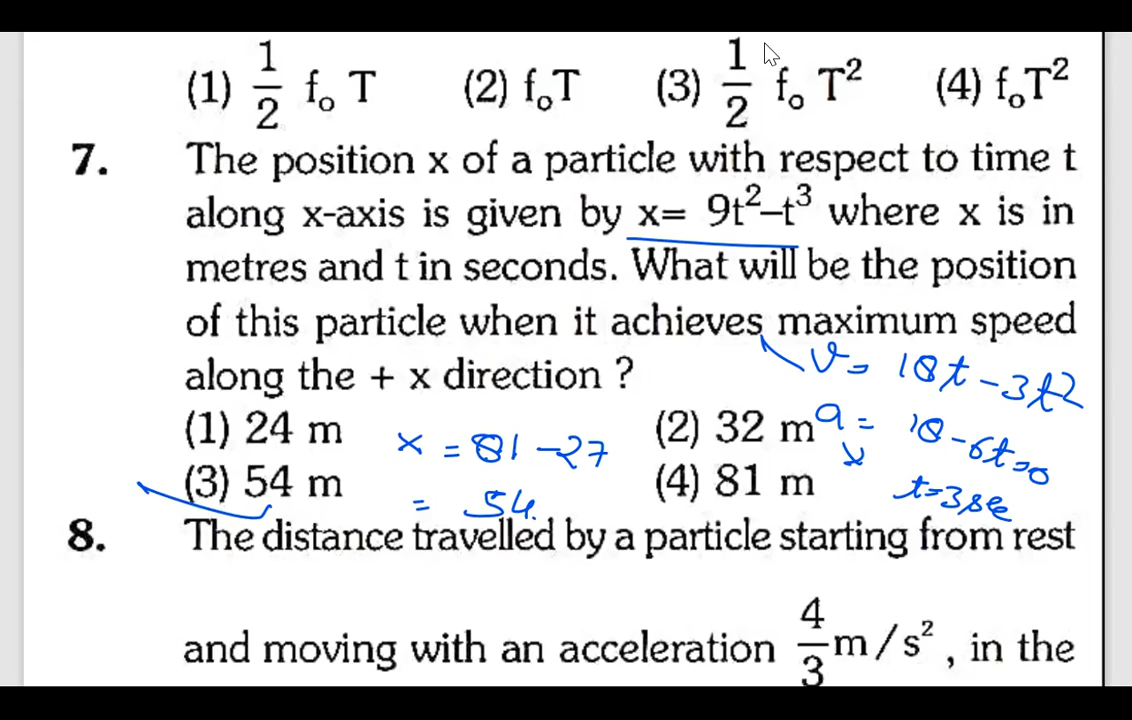 (1) 1/2 f₀ T (2) f₀T (3) 1/2 f₀ T² (4) f₀T²
7. The position x of a particle with respect to time t
along x-axis is given by x= 9t²–t³ where x is in
metres and t in seconds. What will be the position
of this particle when it achieves maximum speed
along the + x direction ?
v = 18t - 3t²
(1) 24 m (2) 32 m
x = 81 - 27
a = 18 - 6t = 0
(3) 54 m (4) 81 m
= 54.
t = 3 sec
8. The distance travelled by a particle starting from rest
and moving with an acceleration 4/3 m/s², in the